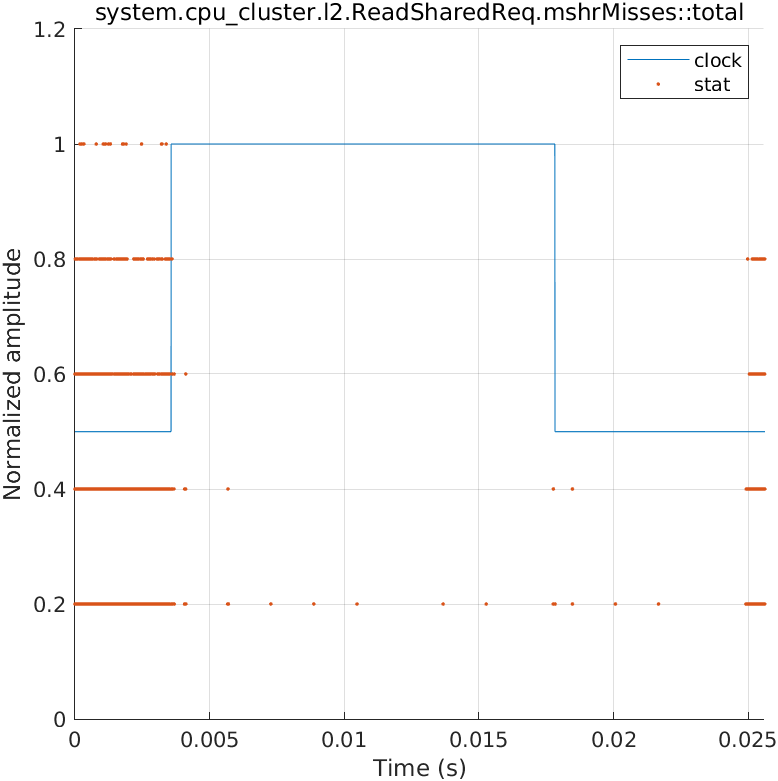 system.cpu_cluster.l2.ReadSharedReq.mshrMisses::total
1.2
clock
stat
1
0.8
Normalized amplitude
0.6
0.4
0.2
0
0 0.005 0.01 0.015 0.02 0.025
Time (s)